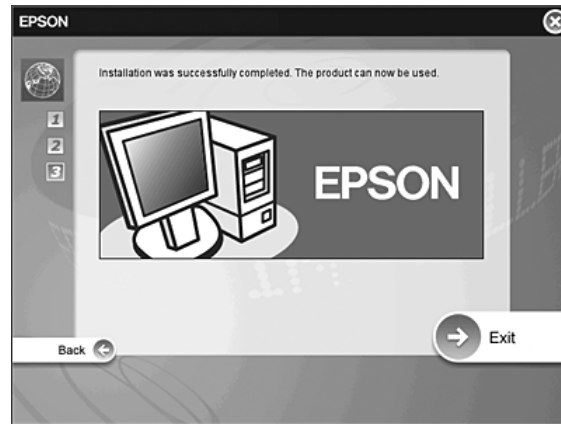 EPSON
Installation was successfully completed. The product can now be used.
1
2
3
EPSON
Exit
Back